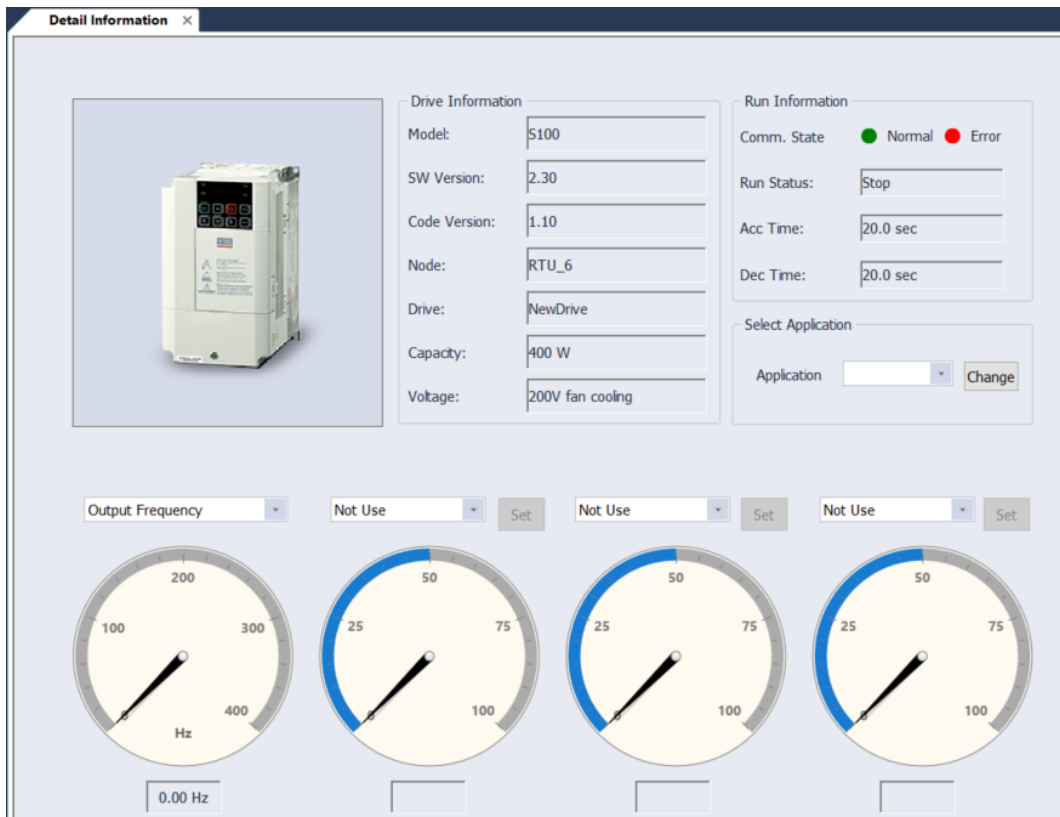 Detail Information ×
Drive Information
Model: S100
SW Version: 2.30
Code Version: 1.10
Node: RTU_6
Drive: NewDrive
Capacity: 400 W
Voltage: 200V fan cooling
Run Information
Comm. State Normal Error
Run Status: Stop
Acc Time: 20.0 sec
Dec Time: 20.0 sec
Select Application
Application Change
Output Frequency
Not Use Set
Not Use Set
Not Use Set
0 100 200 300 400
Hz
0 25 50 75 100
0 25 50 75 100
0 25 50 75 100
0.00 Hz